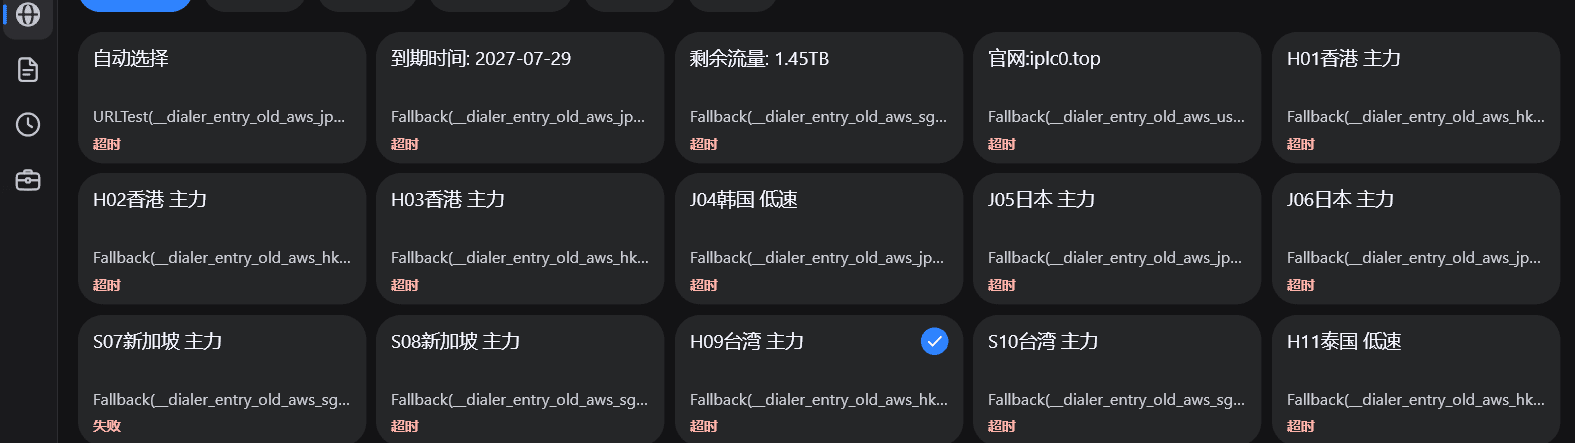 自动选择
URLTest(__dialer_entry_old_aws_jp...
超时
到期时间: 2027-07-29
Fallback(__dialer_entry_old_aws_jp...
超时
剩余流量: 1.45TB
Fallback(__dialer_entry_old_aws_sg...
超时
官网:iplc0.top
Fallback(__dialer_entry_old_aws_us...
超时
H01香港 主力
Fallback(__dialer_entry_old_aws_hk...
超时
H02香港 主力
Fallback(__dialer_entry_old_aws_hk...
超时
H03香港 主力
Fallback(__dialer_entry_old_aws_hk...
超时
J04韩国 低速
Fallback(__dialer_entry_old_aws_jp...
超时
J05日本 主力
Fallback(__dialer_entry_old_aws_jp...
超时
J06日本 主力
Fallback(__dialer_entry_old_aws_jp...
超时
S07新加坡 主力
Fallback(__dialer_entry_old_aws_sg...
失败
S08新加坡 主力
Fallback(__dialer_entry_old_aws_sg...
超时
H09台湾 主力
Fallback(__dialer_entry_old_aws_hk...
超时
S10台湾 主力
Fallback(__dialer_entry_old_aws_sg...
超时
H11泰国 低速
Fallback(__dialer_entry_old_aws_hk...
超时